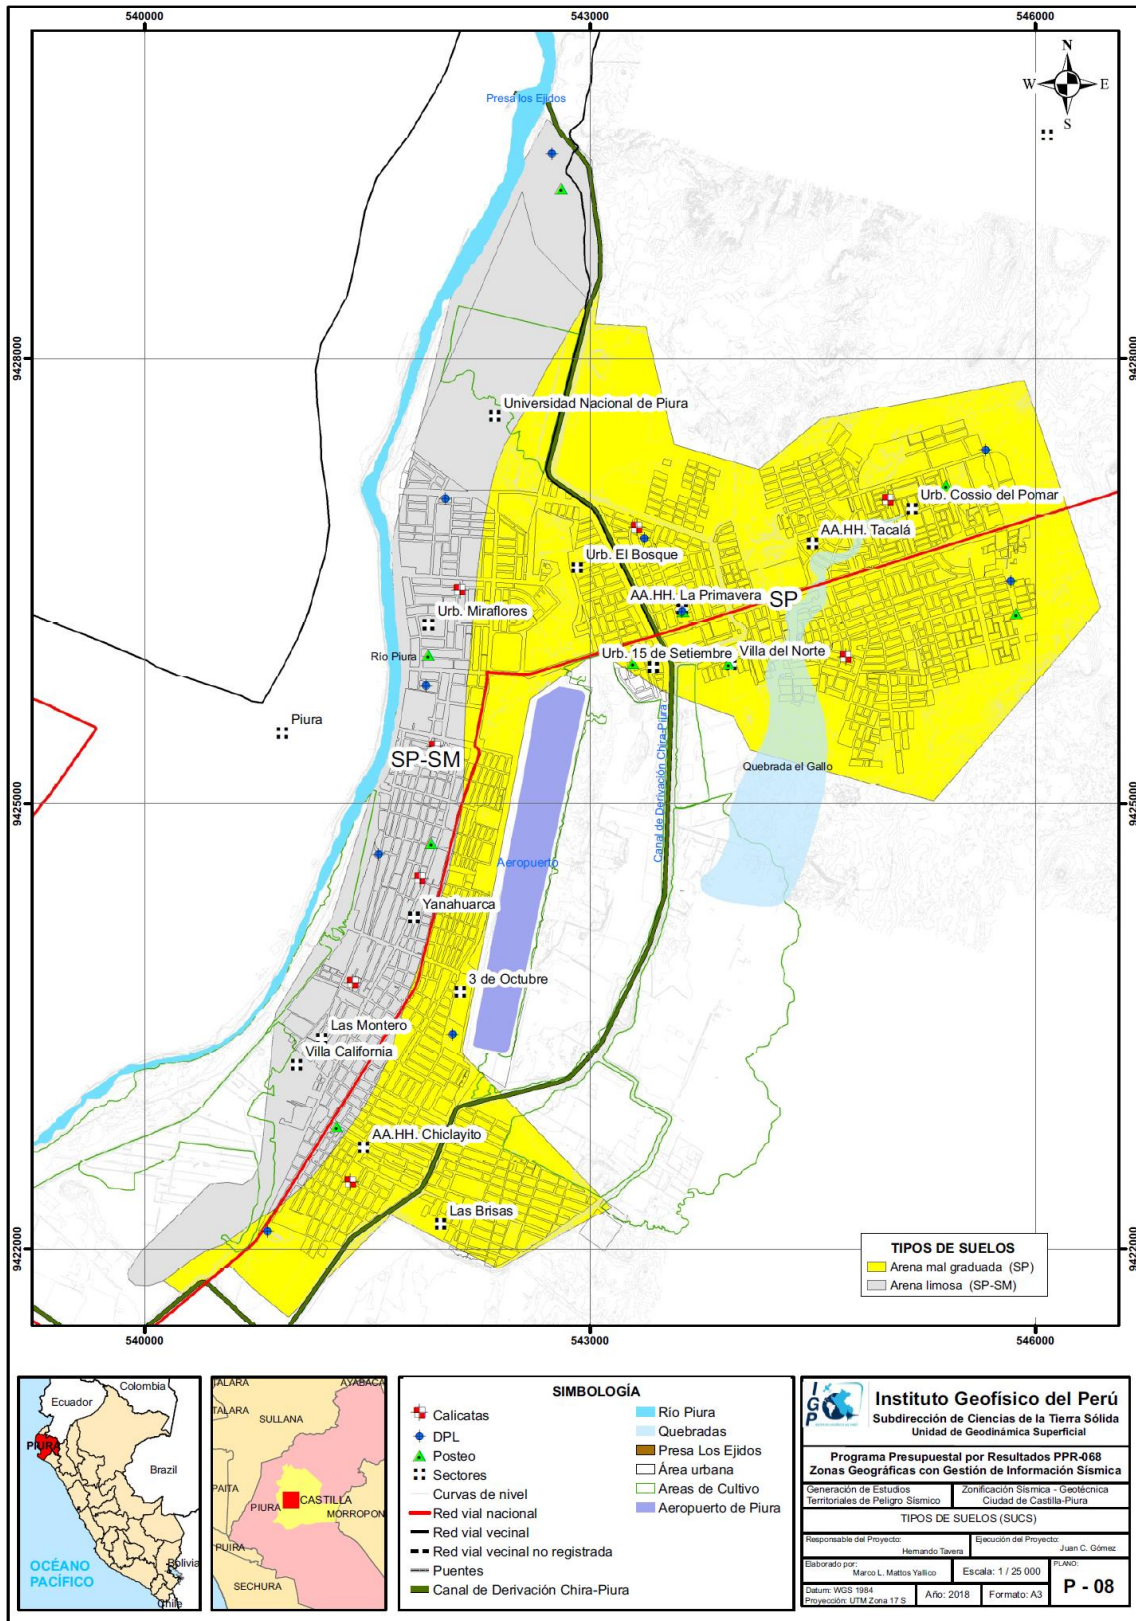 540000
543000
546000
N
W
E
S
Presa los Ejidos
9428000
9428000
Universidad Nacional de Piura
Urb. Cossio del Pomar
AA.HH. Tacalá
Urb. El Bosque
AA.HH. La Primavera
SP
Urb. Miraflores
Río Piura
Urb. 15 de Setiembre
Villa del Norte
Piura
SP-SM
Canal de Derivación Chira-Piura
Quebrada el Gallo
9425000
9425000
Aeropuerto
Yanahuarca
3 de Octubre
Las Montero
Villa California
AA.HH. Chiclayito
Las Brisas
9422000
9422000
TIPOS DE SUELOS
Arena mal graduada (SP)
Arena limosa (SP-SM)
540000
543000
546000
Colombia
Ecuador
PIURA
Brazil
Bolivia
OCÉANO
PACÍFICO
Chile
TALARA
AYABACA
TALARA
SULLANA
PAITA
PIURA
CASTILLA
MORROPON
PUIRA
SECHURA
SIMBOLOGÍA
Calicatas
DPL
Posteo
Sectores
Curvas de nivel
Red vial nacional
Red vial vecinal
Red vial vecinal no registrada
Puentes
Canal de Derivación Chira-Piura
Rio Piura
Quebradas
Presa Los Ejidos
Área urbana
Areas de Cultivo
Aeropuerto de Piura
IGP
Instituto Geofísico del Perú
Subdirección de Ciencias de la Tierra Sólida
Unidad de Geodinámica Superficial
Programa Presupuestal por Resultados PPR-068
Zonas Geográficas con Gestión de Información Sísmica
Generación de Estudios
Territoriales de Peligro Sísmico
Zonificación Sísmica - Geotécnica
Ciudad de Castilla-Piura
TIPOS DE SUELOS (SUCS)
Responsable del Proyecto:
Hernando Tavera
Ejecución del Proyecto:
Juan C. Gómez
Elaborado por:
Marco L. Mattos Yallico
Escala: 1 / 25 000
PLANO:
P - 08
Datum: WGS 1984
Proyección: UTM Zona 17 S
Año: 2018
Formato: A3